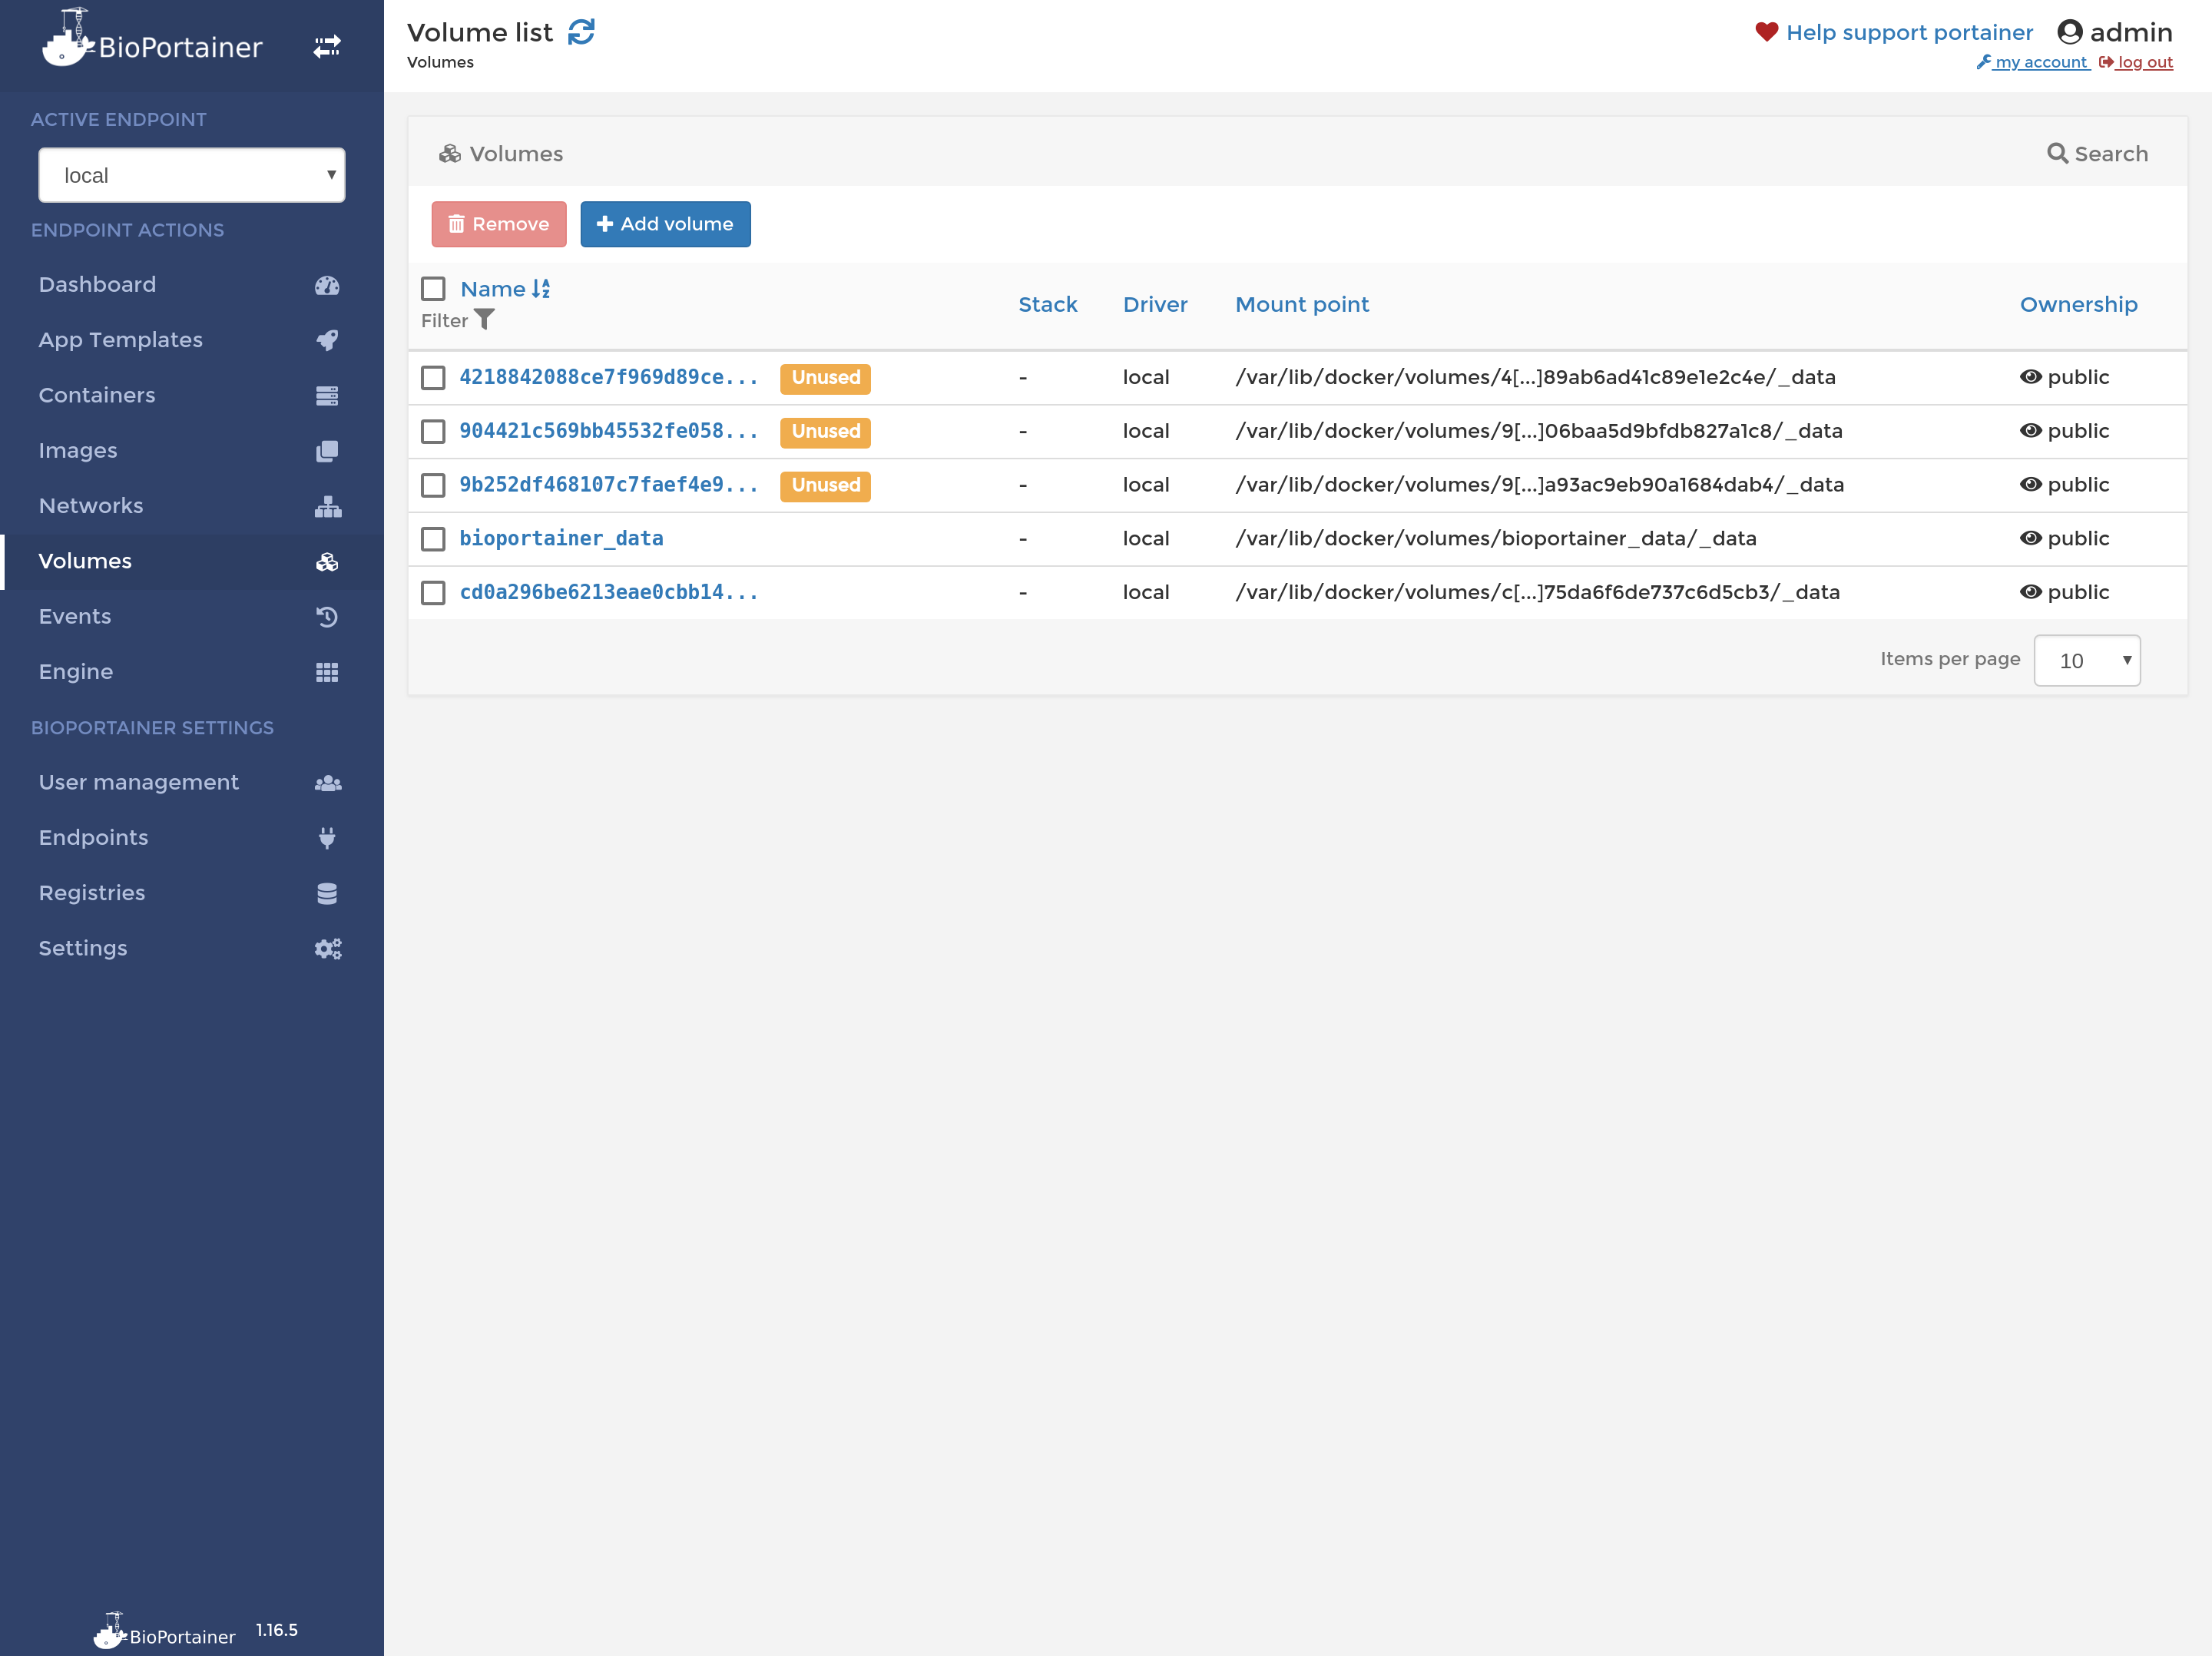 BioPortainer
ACTIVE ENDPOINT
local
ENDPOINT ACTIONS
Dashboard
App Templates
Containers
Images
Networks
Volumes
Events
Engine
BIOPORTAINER SETTINGS
User management
Endpoints
Registries
Settings
BioPortainer 1.16.5
Volume list
Volumes
Help support portainer admin
my account log out
Volumes Search
Remove Add volume
Name Stack Driver Mount point Ownership
Filter
4218842088ce7f969d89ce... Unused - local /var/lib/docker/volumes/4[...]89ab6ad41c89e1e2c4e/_data public
904421c569bb45532fe058... Unused - local /var/lib/docker/volumes/9[...]06baa5d9bfdb827a1c8/_data public
9b252df468107c7faef4e9... Unused - local /var/lib/docker/volumes/9[...]a93ac9eb90a1684dab4/_data public
bioportainer_data - local /var/lib/docker/volumes/bioportainer_data/_data public
cd0a296be6213eae0cbb14... - local /var/lib/docker/volumes/c[...]75da6f6de737c6d5cb3/_data public
Items per page 10